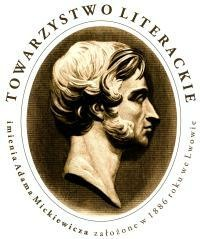 TOWARZYSTWO LITERACKIE
imienia Adama Mickiewicza założone w 1886 roku we Lwowie